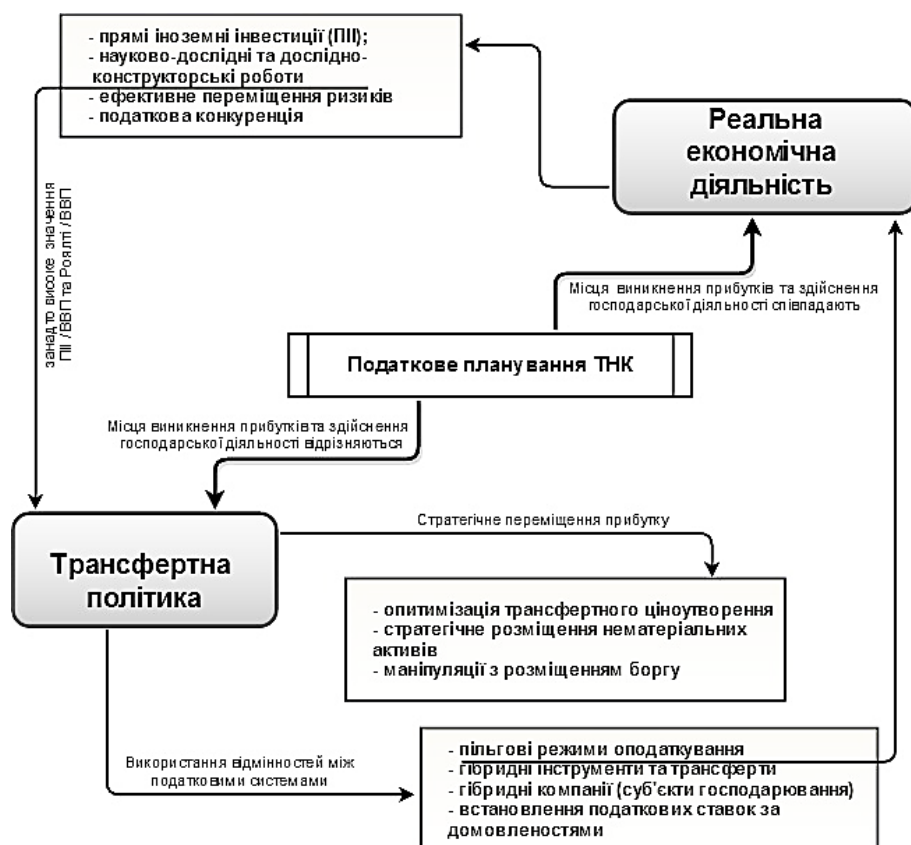 - прямі іноземні інвестиції (ПІІ);
- науково-дослідні та дослідно-
конструкторські роботи
- ефективне переміщення ризиків
- податкова конкуренція
Реальна
економічна
діяльність
занадто високе значення
ПІІ /ВВП та Роялті /ВВП
Місця виникнення прибутків та здійснення
господарської діяльності співпадають
Податкове планування ТНК
Місця виникнення прибутків та здійснення
господарської діяльності відрізняються
Трансфертна
політика
Стратегічне переміщення прибутку
- опитимізація трансфертного ціноутворення
- стратегічне розміщення нематеріальних
активів
- маніпуляції з розміщенням боргу
Використання відмінностей між
податковими системами
- пільгові режими оподаткування
- гібридні інструменти та трансферти
- гібридні компанії (суб'єкти господарювання)
- встановлення податкових ставок за
домовленостями